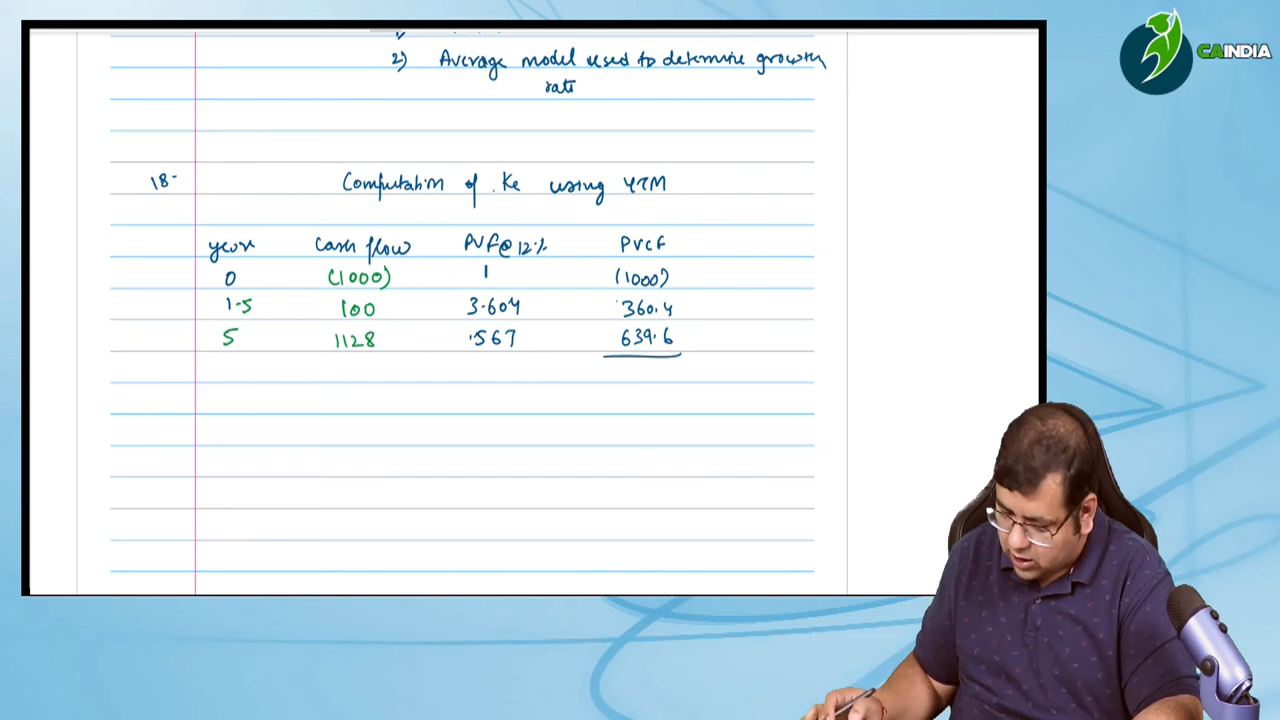 2) Average model used to determine growth
rate
CAINDIA
18- Computation of Ke using YTM
year Cash flow PVF@12% PVCF
0 (1000) 1 (1000)
1-5 100 3.604 360.4
5 1128 .567 639.6